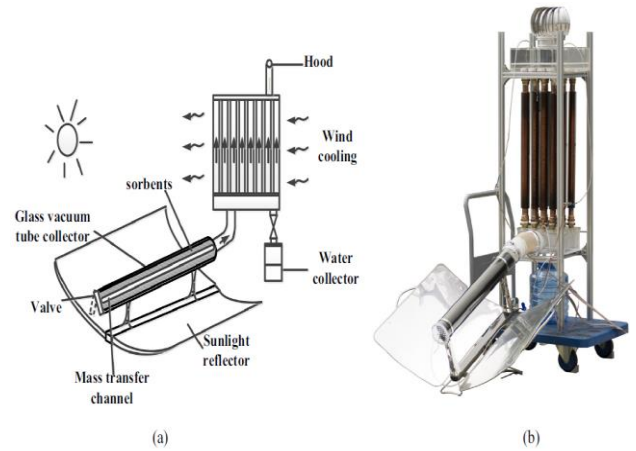 Hood
Wind
cooling
sorbents
Glass vacuum
tube collector
Water
collector
Valve
Sunlight
reflector
Mass transfer
channel
(a)
(b)